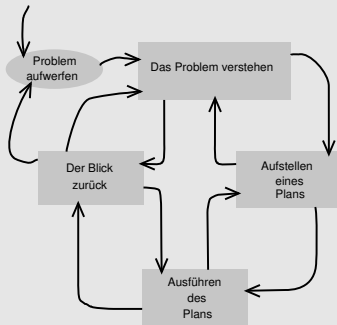 Problem
aufwerfen
Das Problem verstehen
Der Blick
zurück
Aufstellen
eines
Plans
Ausführen
des
Plans